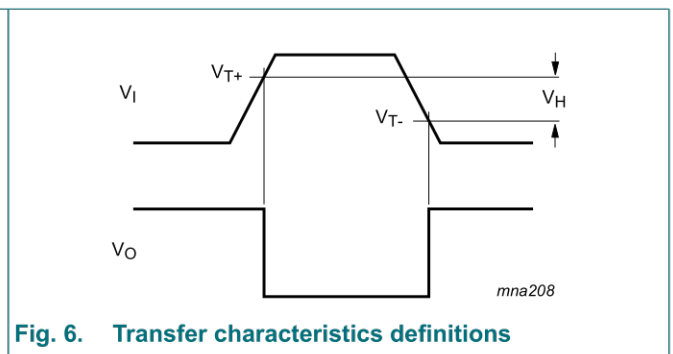 VT+
VI
VH
VT-
VO
mna208
Fig. 6. Transfer characteristics definitions